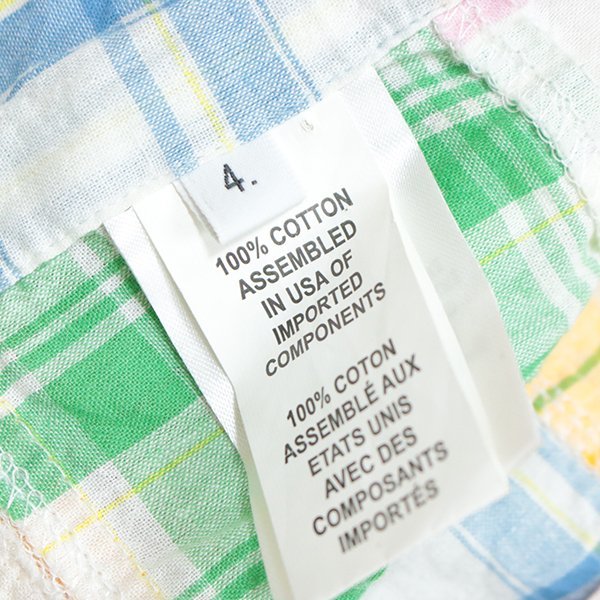 4.
100% COTTON
ASSEMBLED
IN USA OF
IMPORTED
COMPONENTS
100% COTON
ASSEMBLÉ AUX
ETATS UNIS
AVEC DES
COMPOSANTS
IMPORTÉS